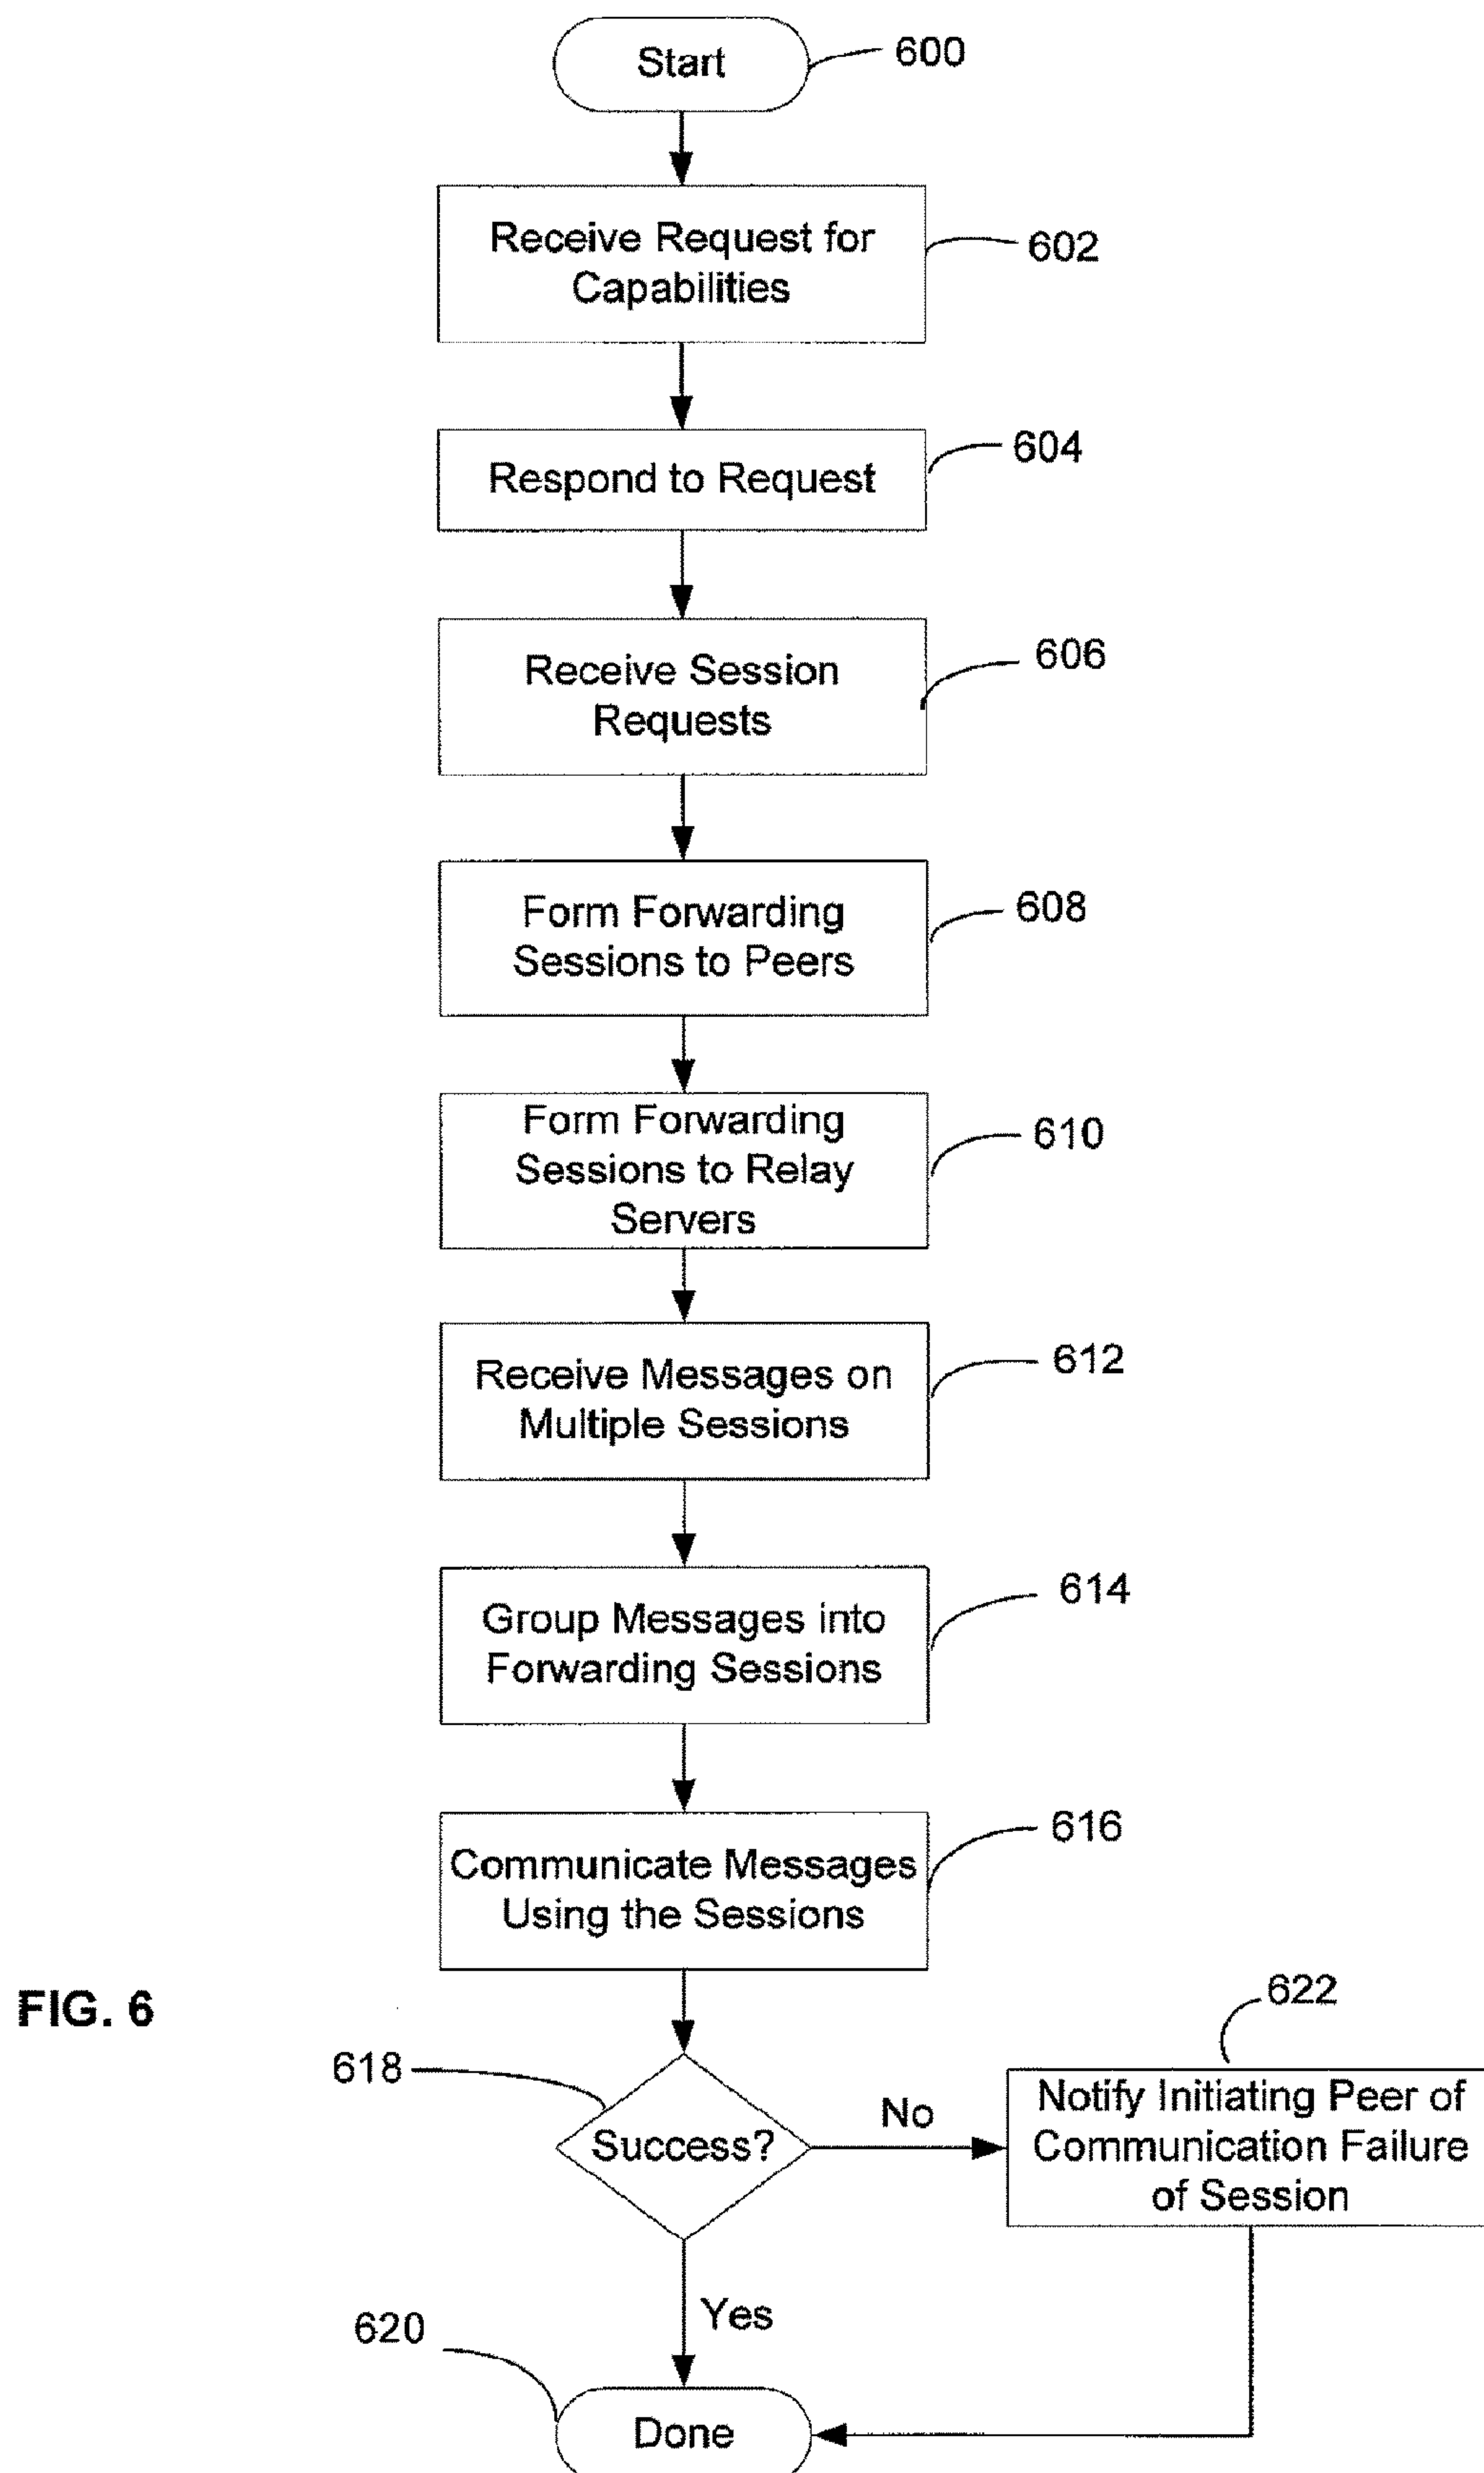 Start
600
Receive Request for
Capabilities
602
Respond to Request
604
Receive Session
Requests
606
Form Forwarding
Sessions to Peers
608
Form Forwarding
Sessions to Relay
Servers
610
Receive Messages on
Multiple Sessions
612
Group Messages into
Forwarding Sessions
614
Communicate Messages
Using the Sessions
616
FIG. 6
618
Success?
No
622
Notify Initiating Peer of
Communication Failure
of Session
Yes
620
Done